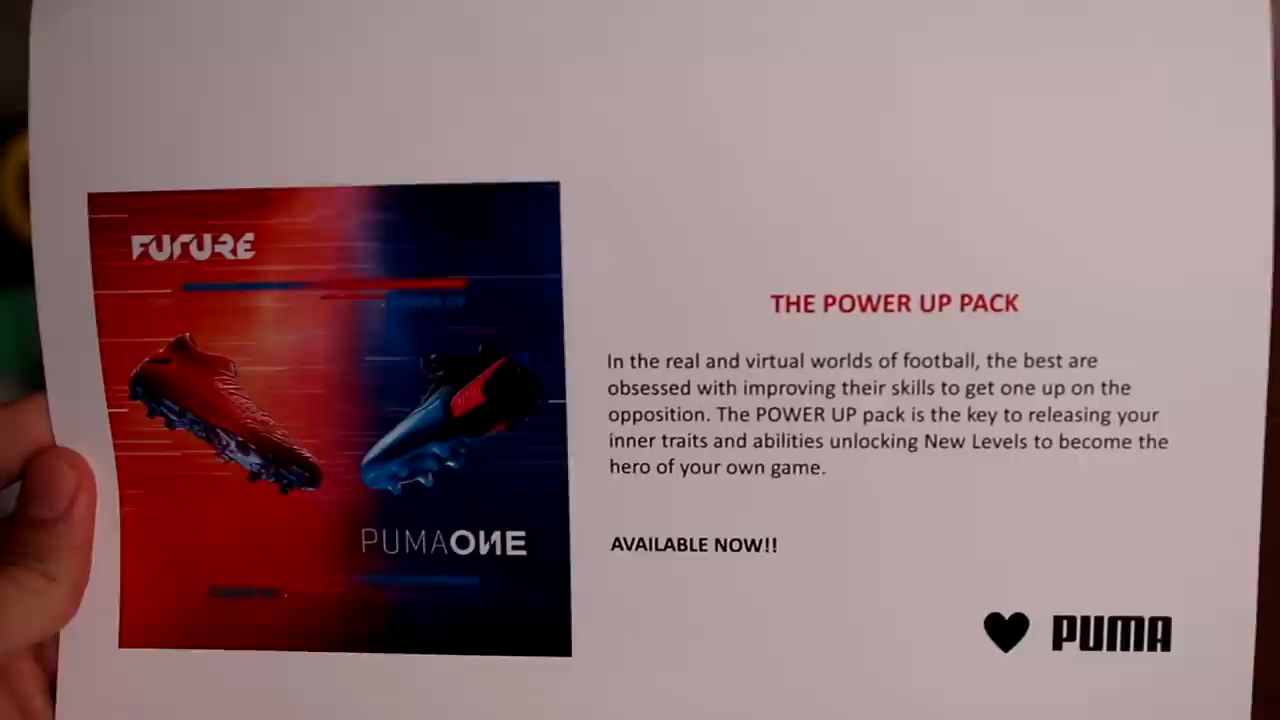 FUTURE
THE POWER UP PACK
In the real and virtual worlds of football, the best are
obsessed with improving their skills to get one up on the
opposition. The POWER UP pack is the key to releasing your
inner traits and abilities unlocking New Levels to become the
hero of your own game.
PUMAONE
AVAILABLE NOW!!
PUMA